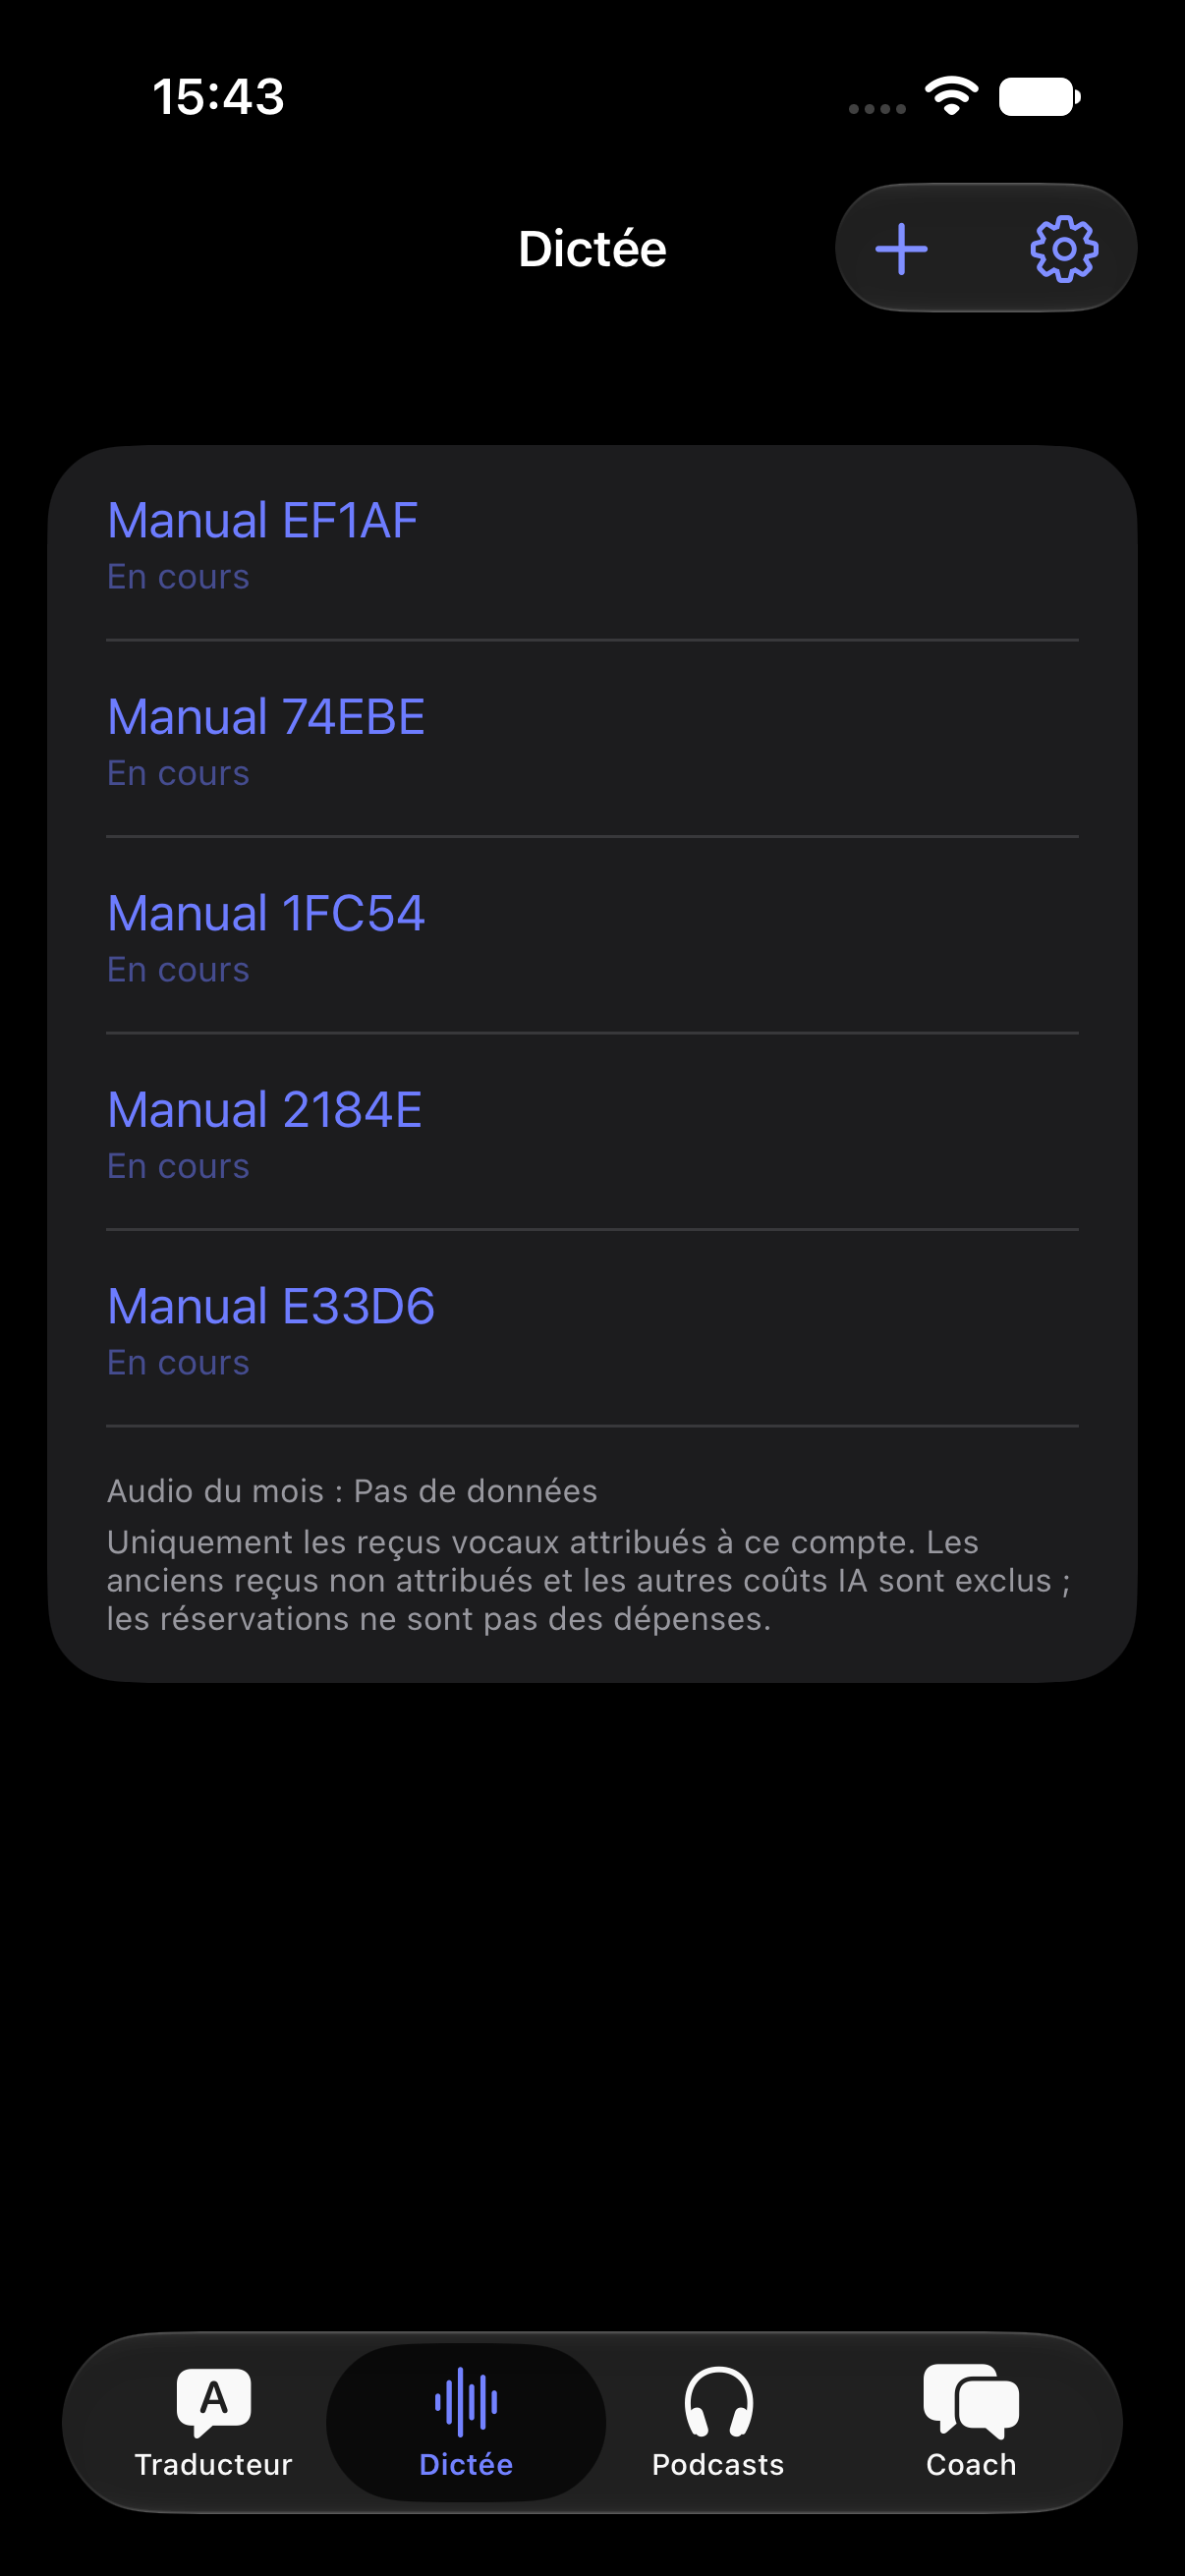 15:43
Dictée
Manual EF1AF
En cours
Manual 74EBE
En cours
Manual 1FC54
En cours
Manual 2184E
En cours
Manual E33D6
En cours
Audio du mois : Pas de données
Uniquement les reçus vocaux attribués à ce compte. Les
anciens reçus non attribués et les autres coûts IA sont exclus ;
les réservations ne sont pas des dépenses.
A
Traducteur
Dictée
Podcasts
Coach